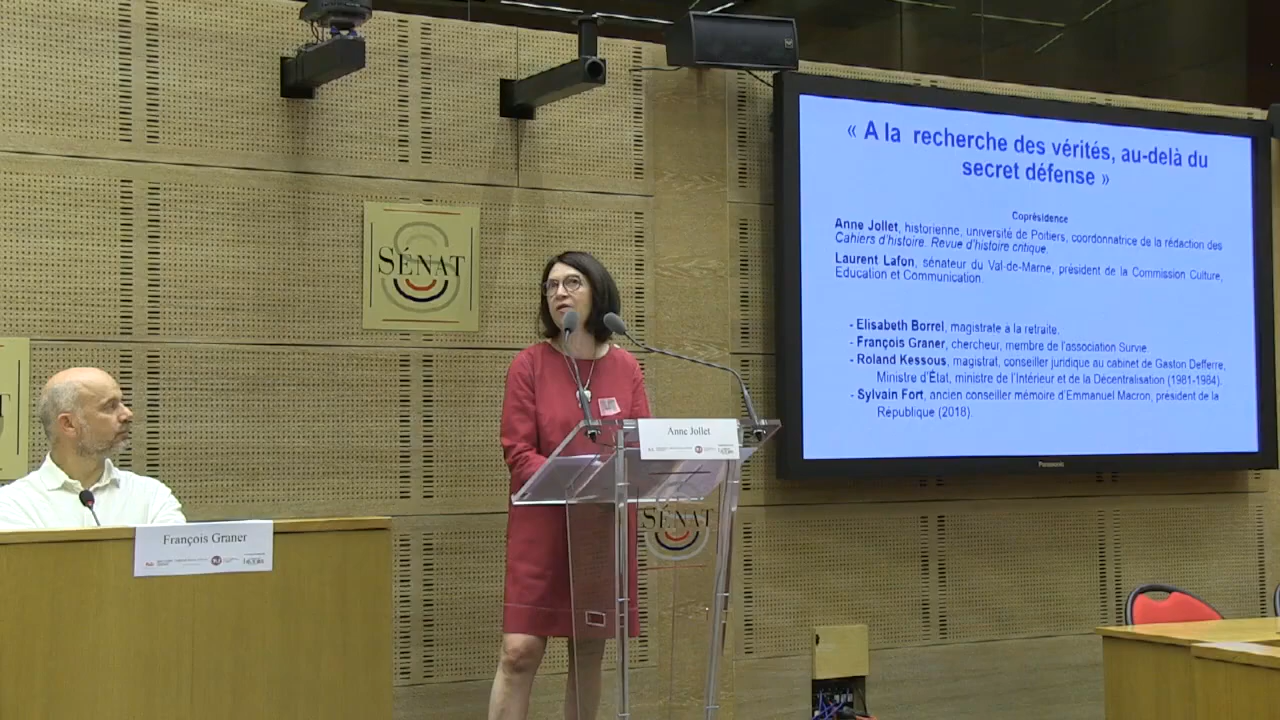 « A la recherche des vérités, au-delà du
secret défense »
Coprésidence
Anne Jollet, historienne, université de Poitiers, coordonnatrice de la rédaction des
Cahiers d'histoire. Revue d'histoire critique.
Laurent Lafon, sénateur du Val-de-Marne, président de la Commission Culture,
Education et Communication.
- Elisabeth Borrel, magistrate à la retraite.
- François Graner, chercheur, membre de l'association Survie.
- Roland Kessous, magistrat, conseiller juridique au cabinet de Gaston Defferre,
Ministre d'État, ministre de l'Intérieur et de la Décentralisation (1981-1984).
- Sylvain Fort, ancien conseiller mémoire d'Emmanuel Macron, président de la
République (2018).
Panasonic
SÉNAT
Anne Jollet
SÉNAT
François Graner